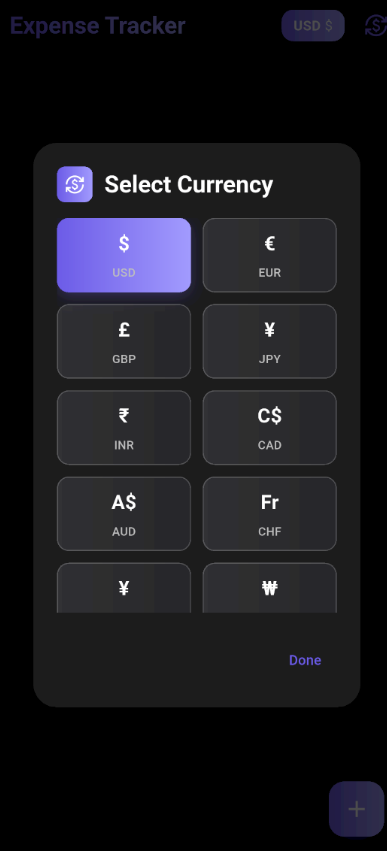 Expense Tracker
USD $
Select Currency
$
USD
€
EUR
£
GBP
¥
JPY
₹
INR
C$
CAD
A$
AUD
Fr
CHF
¥
₩
Done